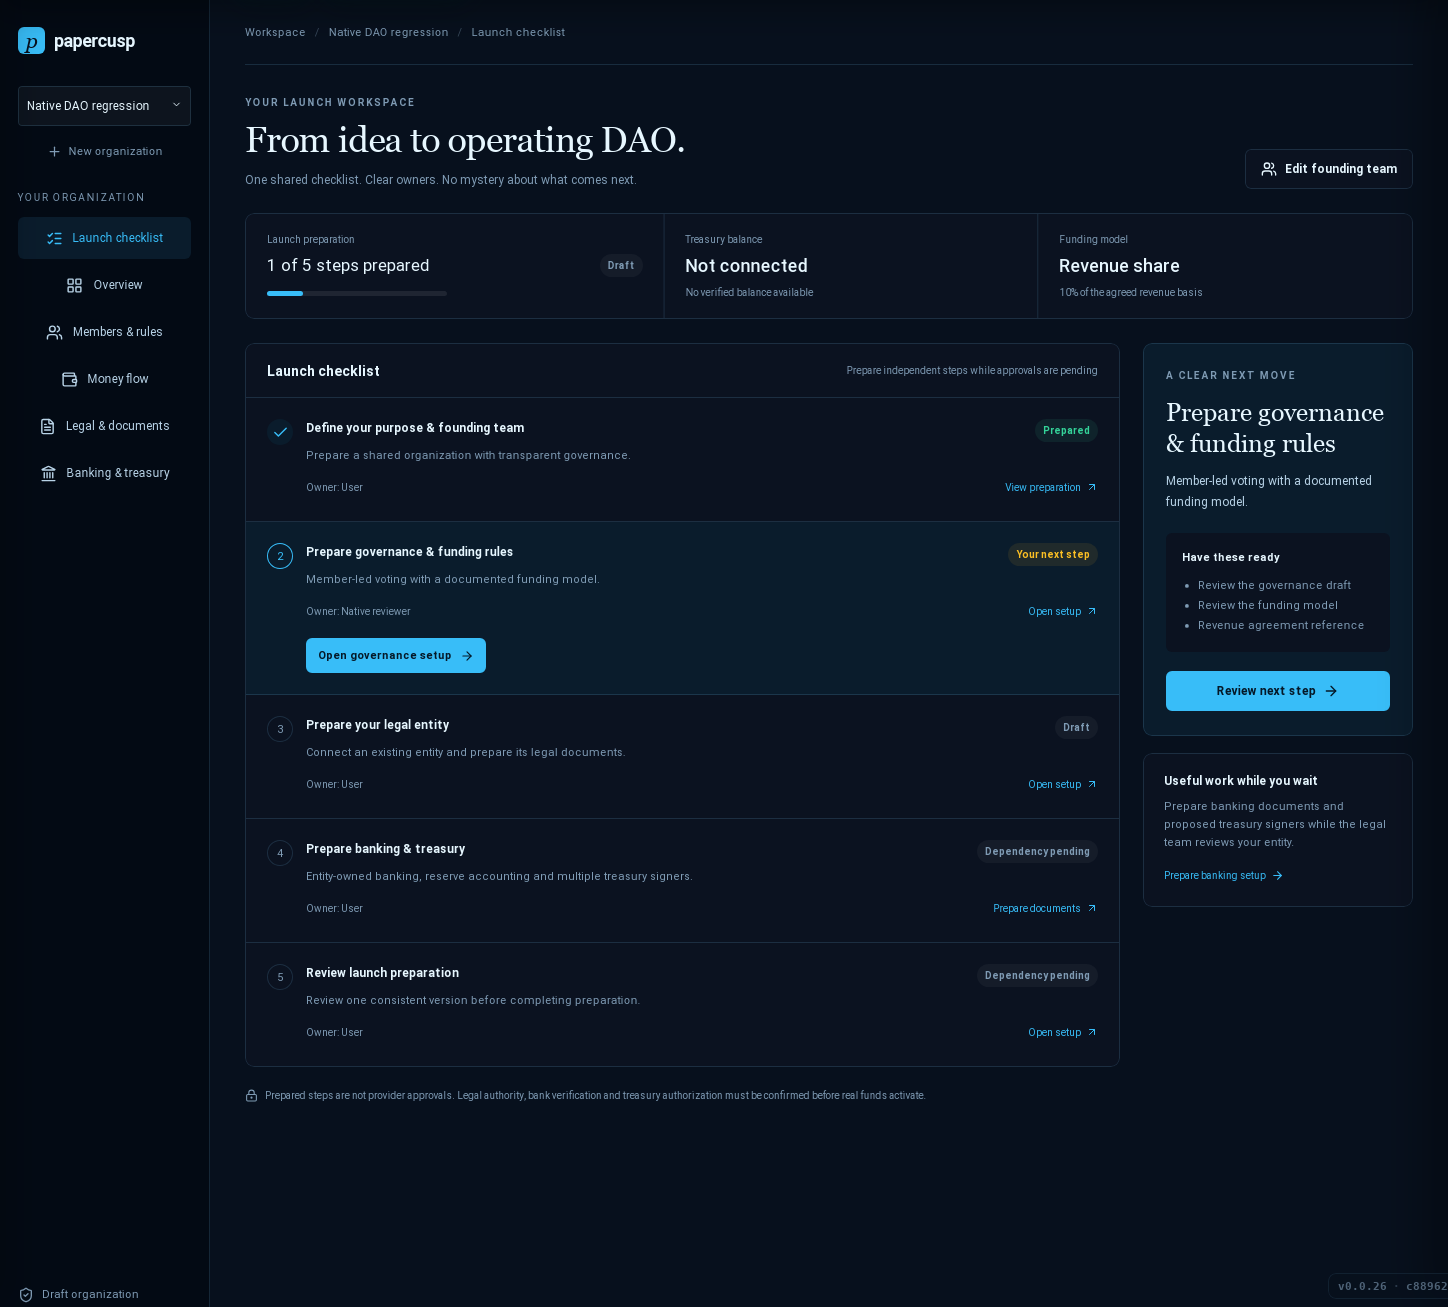 p papercusp
Native DAO regression
New organization
YOUR ORGANIZATION
Launch checklist
Overview
Members & rules
Money flow
Legal & documents
Banking & treasury
Draft organization
Workspace / Native DAO regression / Launch checklist
YOUR LAUNCH WORKSPACE
From idea to operating DAO.
One shared checklist. Clear owners. No mystery about what comes next.
Edit founding team
Launch preparation
1 of 5 steps prepared
Draft
Treasury balance
Not connected
No verified balance available
Funding model
Revenue share
10% of the agreed revenue basis
Launch checklist
Prepare independent steps while approvals are pending
Define your purpose & founding team
Prepared
Prepare a shared organization with transparent governance.
Owner: User
View preparation
2
Prepare governance & funding rules
Your next step
Member-led voting with a documented funding model.
Owner: Native reviewer
Open setup
Open governance setup
3
Prepare your legal entity
Draft
Connect an existing entity and prepare its legal documents.
Owner: User
Open setup
4
Prepare banking & treasury
Dependency pending
Entity-owned banking, reserve accounting and multiple treasury signers.
Owner: User
Prepare documents
5
Review launch preparation
Dependency pending
Review one consistent version before completing preparation.
Owner: User
Open setup
Prepared steps are not provider approvals. Legal authority, bank verification and treasury authorization must be confirmed before real funds activate.
A CLEAR NEXT MOVE
Prepare governance
& funding rules
Member-led voting with a documented
funding model.
Have these ready
• Review the governance draft
• Review the funding model
• Revenue agreement reference
Review next step
Useful work while you wait
Prepare banking documents and
proposed treasury signers while the legal
team reviews your entity.
Prepare banking setup
v0.0.26 · c88962